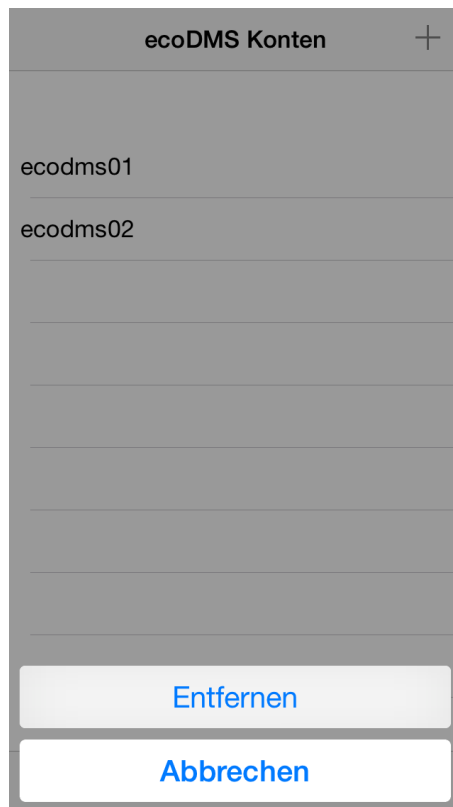 ecoDMS Konten
ecodms01
ecodms02
Entfernen
Abbrechen